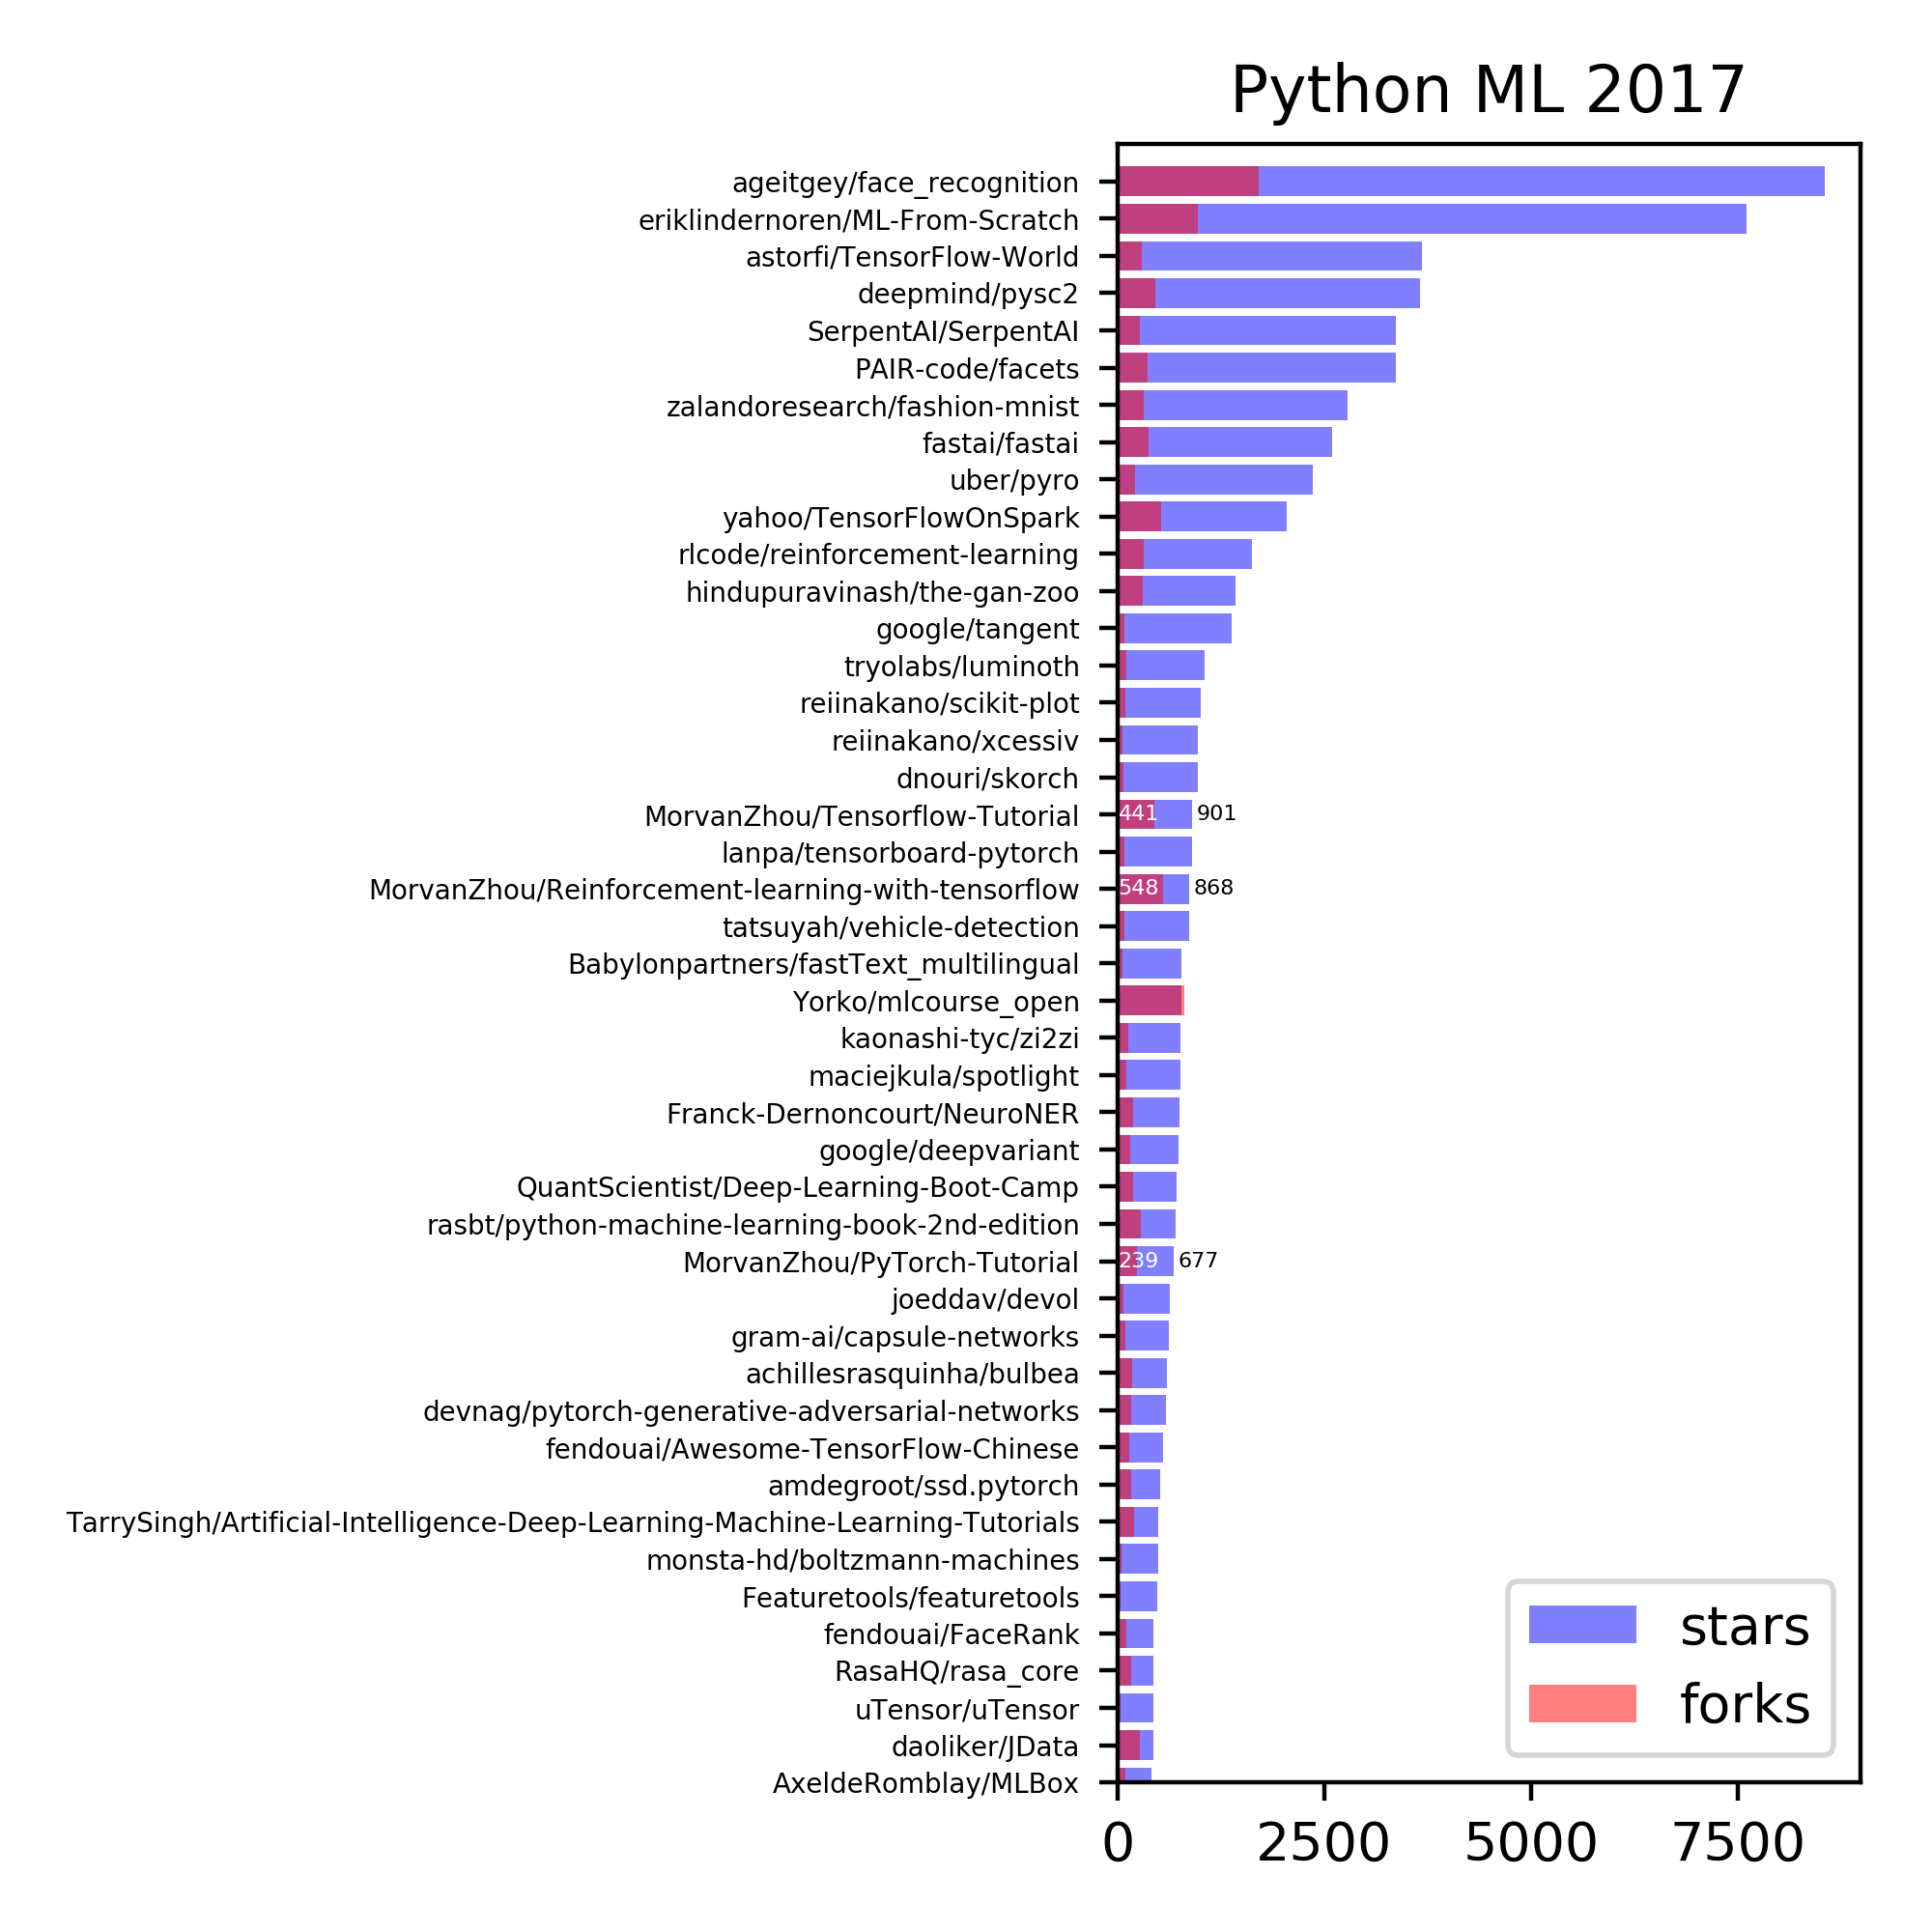 Python ML 2017
ageitgey/face_recognition
eriklindernoren/ML-From-Scratch
astorfi/TensorFlow-World
deepmind/pysc2
SerpentAI/SerpentAI
PAIR-code/facets
zalandoresearch/fashion-mnist
fastai/fastai
uber/pyro
yahoo/TensorFlowOnSpark
rlcode/reinforcement-learning
hindupuravinash/the-gan-zoo
google/tangent
tryolabs/luminoth
reiinakano/scikit-plot
reiinakano/xcessiv
dnouri/skorch
MorvanZhou/Tensorflow-Tutorial 441 901
lanpa/tensorboard-pytorch
MorvanZhou/Reinforcement-learning-with-tensorflow 548 868
tatsuyah/vehicle-detection
Babylonpartners/fastText_multilingual
Yorko/mlcourse_open
kaonashi-tyc/zi2zi
maciejkula/spotlight
Franck-Dernoncourt/NeuroNER
google/deepvariant
QuantScientist/Deep-Learning-Boot-Camp
rasbt/python-machine-learning-book-2nd-edition
MorvanZhou/PyTorch-Tutorial 239 677
joeddav/devol
gram-ai/capsule-networks
achillesrasquinha/bulbea
devnag/pytorch-generative-adversarial-networks
fendouai/Awesome-TensorFlow-Chinese
amdegroot/ssd.pytorch
TarrySingh/Artificial-Intelligence-Deep-Learning-Machine-Learning-Tutorials
monsta-hd/boltzmann-machines
Featuretools/featuretools
fendouai/FaceRank
RasaHQ/rasa_core
uTensor/uTensor
daoliker/JData
AxeldeRomblay/MLBox
stars
forks
0 2500 5000 7500